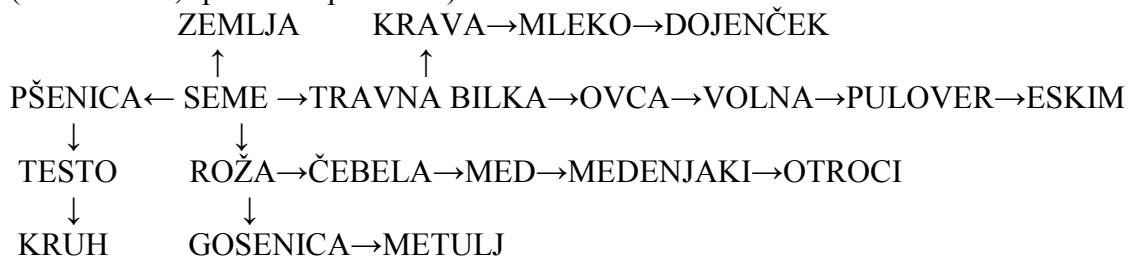 ZEMLJA KRAVA→MLEKO→DOJENČEK
↑ ↑
PŠENICA← SEME →TRAVNA BILKA→OVCA→VOLNA→PULOVER→ESKIM
↓ ↓
TESTO ROŽA→ČEBELA→MED→MEDENJAKI→OTROCI
↓ ↓
KRUH GOSENICA→METULJ